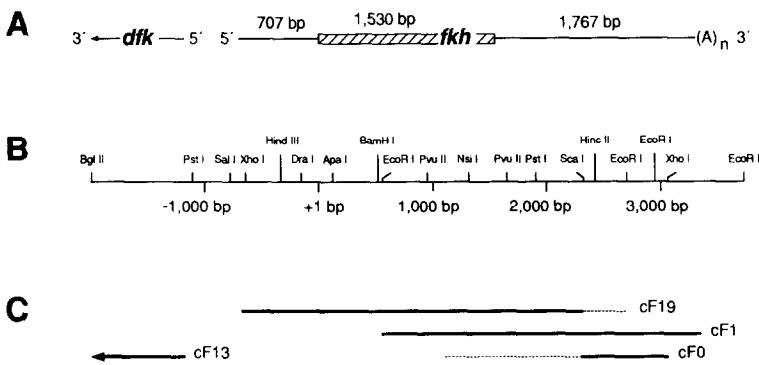 A
707 bp 1,530 bp 1,767 bp
3´ dfk 5´ 5´ fkh (A)n 3´
B
Hind III BamH I Hinc II EcoR I
Bgl II Pst I Sal I Xho I Dra I Apa I EcoR I Pvu II Nsi I Pvu II Pst I Sca I EcoR I Xho I EcoR I
-1,000 bp +1 bp 1,000 bp 2,000 bp 3,000 bp
C
cF19
cF1
cF13 cF0